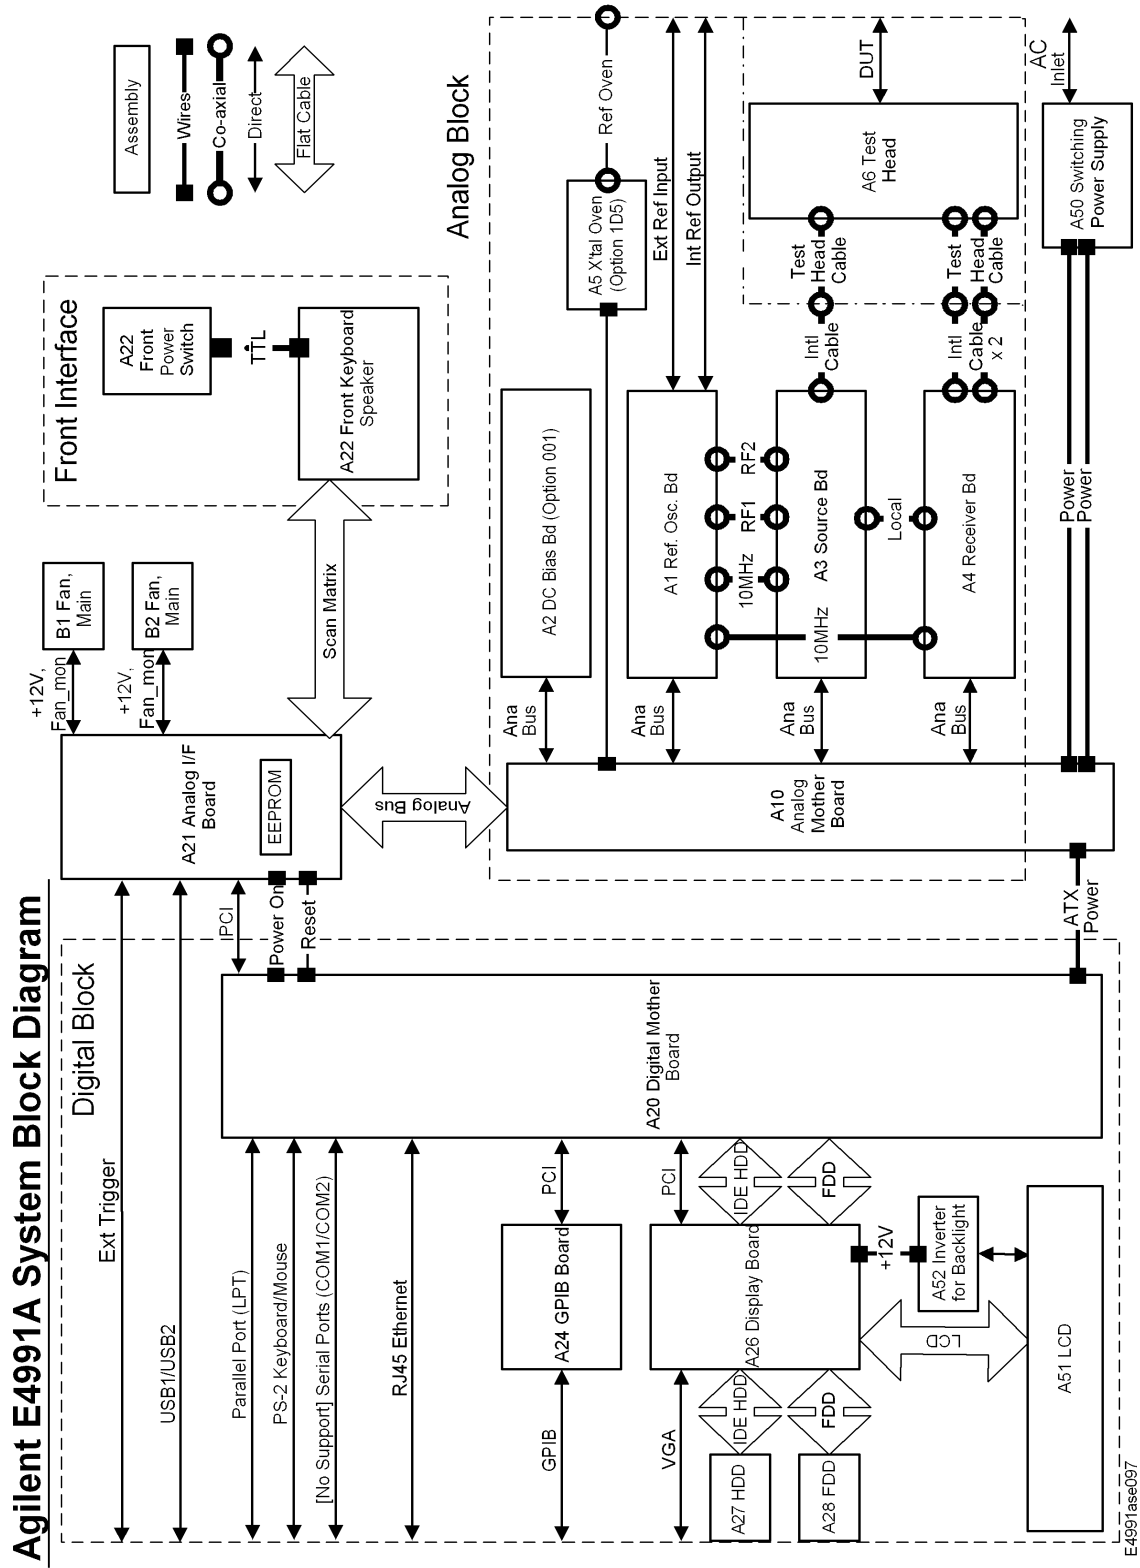 Agilent E4991A System Block Diagram
Assembly
Wires
Co-axial
Direct
Flat Cable
Front Interface
A22
Front
Power
Switch
TTL
A22 Front Keyboard
Speaker
Scan Matrix
B1 Fan,
Main
B2 Fan,
Main
+12V,
Fan_mon
+12V,
Fan_mon
A21 Analog I/F
Board
EEPROM
Analog Bus
PCI
Power On
Reset
Digital Block
Ext Trigger
USB1/USB2
Parallel Port (LPT)
PS-2 Keyboard/Mouse
[No Support] Serial Ports (COM1/COM2)
RJ45 Ethernet
A20 Digital Mother
Board
GPIB
A24 GPIB Board
PCI
VGA
A26 Display Board
PCI
IDE HDD
FDD
IDE HDD
FDD
A27 HDD
A28 FDD
+12V
A52 Inverter
for Backlight
LCD
A51 LCD
ATX
Power
Analog Block
A10
Analog
Mother
Board
Ana
Bus
Ana
Bus
Ana
Bus
Ana
Bus
A2 DC Bias Bd (Option 001)
A5 X'tal Oven
(Option 1D5)
Ref Oven
Ext Ref Input
Int Ref Output
A1 Ref. Osc. Bd
10MHz
RF1
RF2
10MHz
A3 Source Bd
Local
A4 Receiver Bd
Intl
Cable
Test
Head
Cable
Intl
Cable
x 2
Test
Head
Cable
A6 Test
Head
DUT
AC
Inlet
A50 Switching
Power Supply
Power
Power
E4991ase097